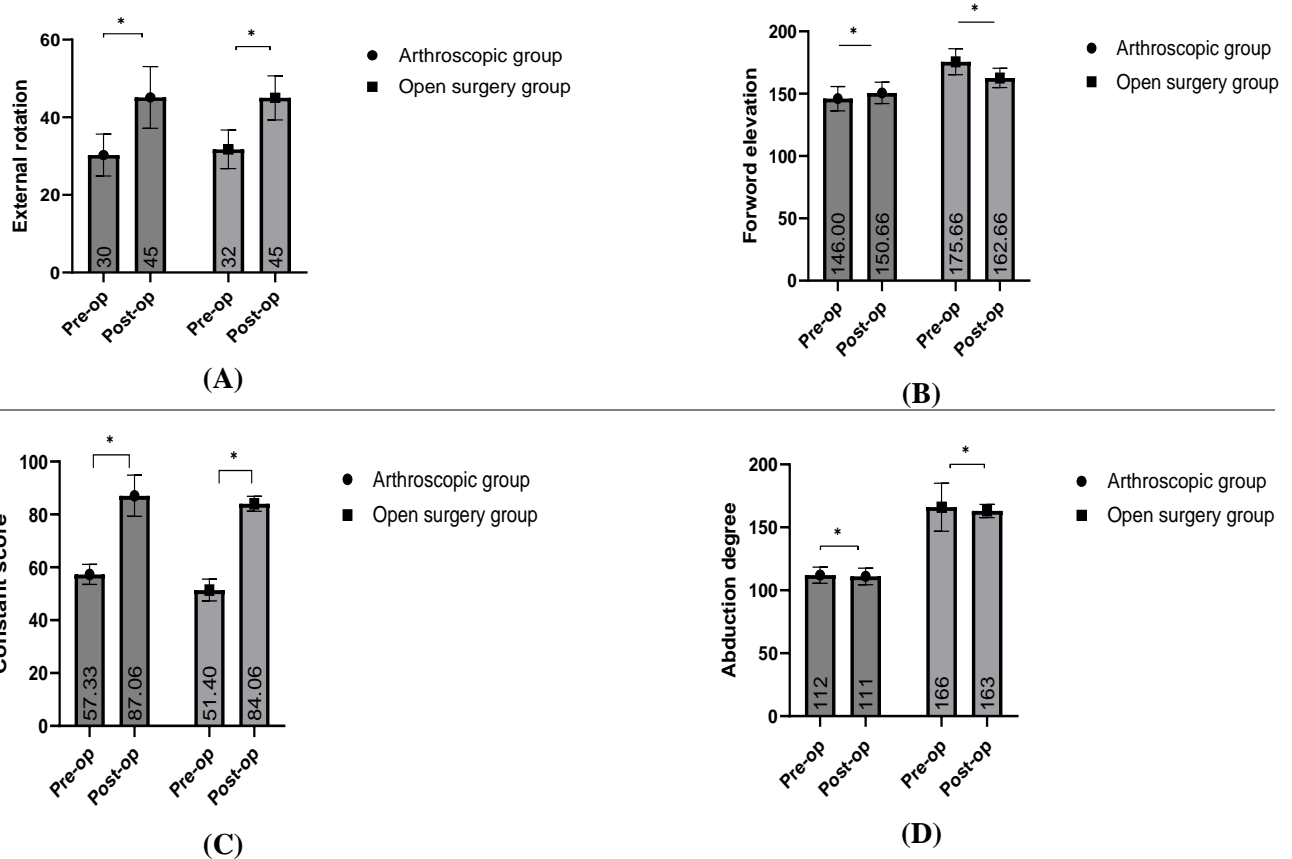 *
*
60
40
20
0
External rotation
30
45
32
45
Pre-op
Post-op
Pre-op
Post-op
Arthroscopic group
Open surgery group
(A)
*
*
200
150
100
50
0
Forword elevation
146.00
150.66
175.66
162.66
Pre-op
Post-op
Pre-op
Post-op
Arthroscopic group
Open surgery group
(B)
*
*
100
80
60
40
20
0
Constant score
57.33
87.06
51.40
84.06
Pre-op
Post-op
Pre-op
Post-op
Arthroscopic group
Open surgery group
(C)
*
*
200
150
100
50
0
Abduction degree
112
111
166
163
Pre-op
Post-op
Pre-op
Post-op
Arthroscopic group
Open surgery group
(D)